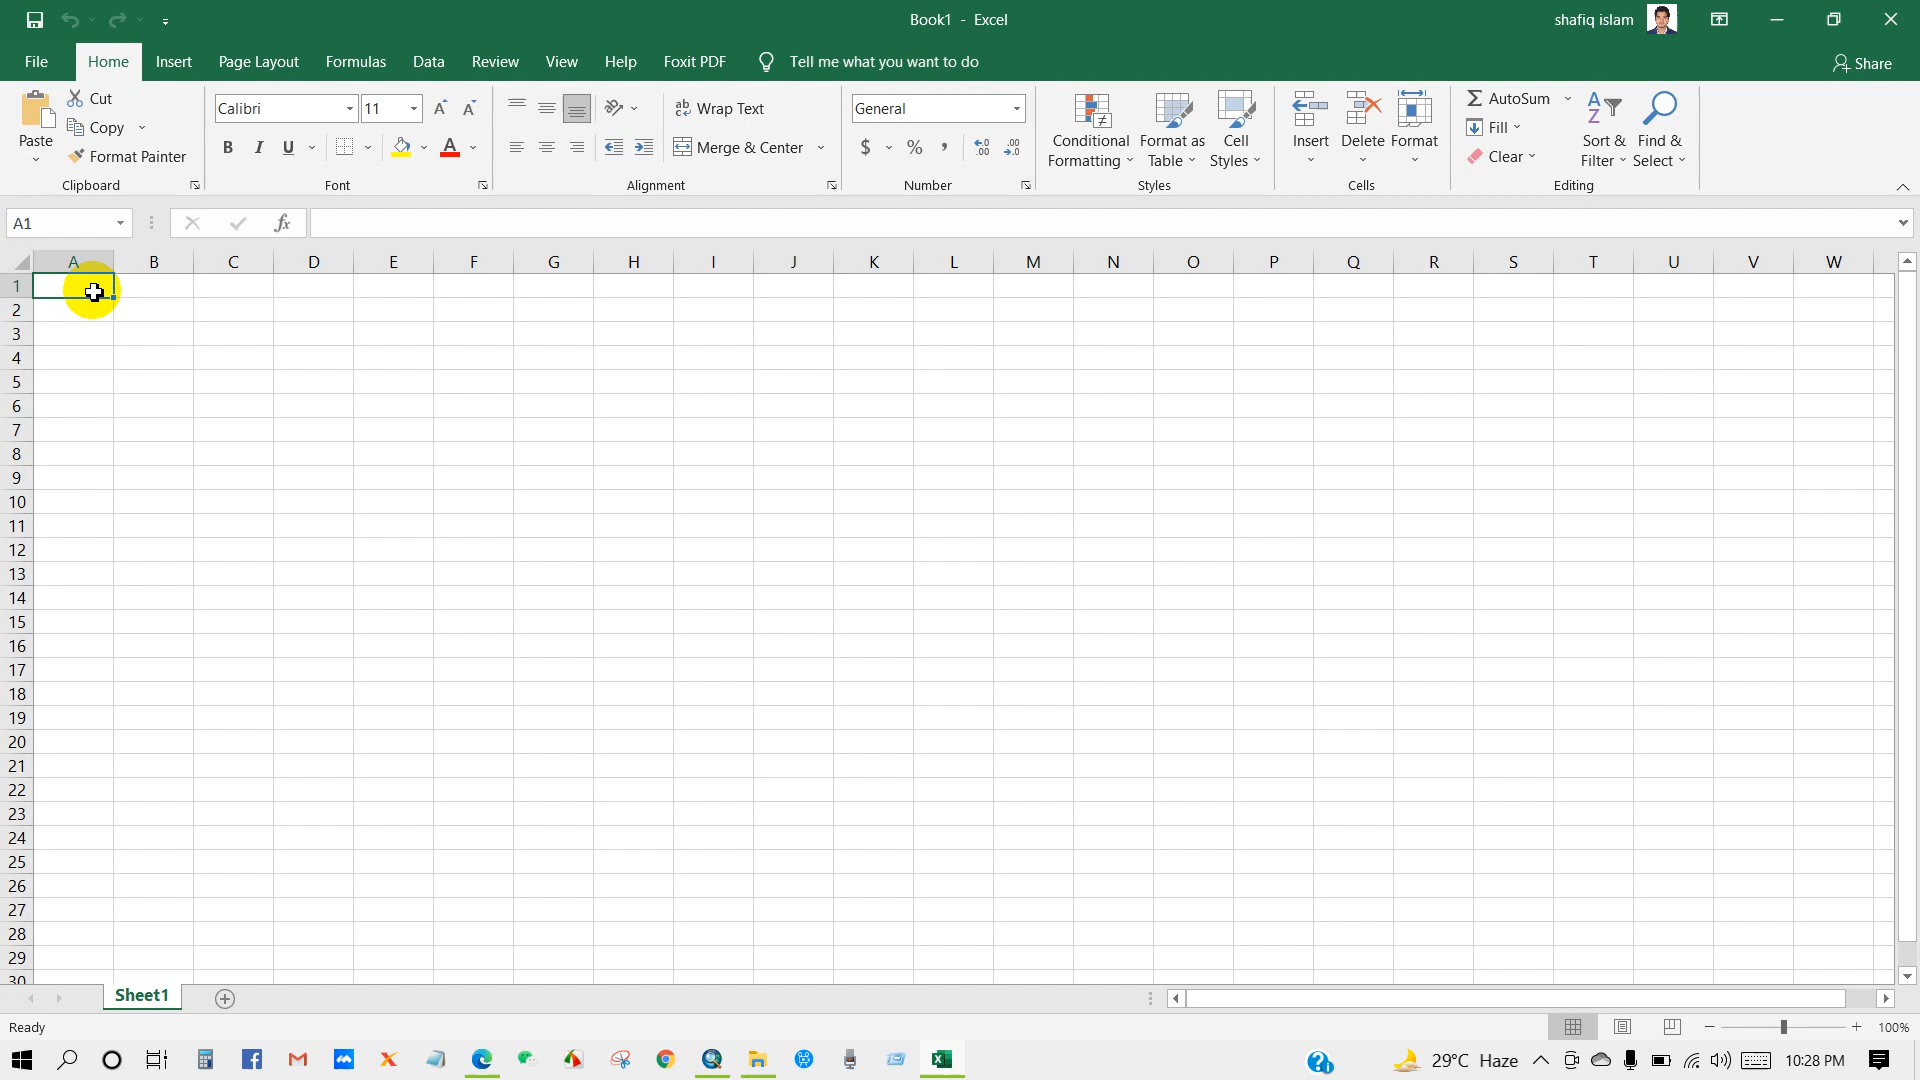 Book1 - Excel
shafiq islam
File Home Insert Page Layout Formulas Data Review View Help Foxit PDF Tell me what you want to do Share
Paste
Cut
Copy
Format Painter
Clipboard
Calibri 11
B I U A
Font
ab Wrap Text
Merge & Center
Alignment
General
$ % ,
Number
Conditional Formatting
Format as Table
Cell Styles
Styles
Insert
Delete
Format
Cells
AutoSum
Fill
Clear
Sort & Filter
Find & Select
Editing
A1
fx
A B C D E F G H I J K L M N O P Q R S T U V W
1
2
3
4
5
6
7
8
9
10
11
12
13
14
15
16
17
18
19
20
21
22
23
24
25
26
27
28
29
30
Sheet1
Ready
100%
29°C Haze
10:28 PM